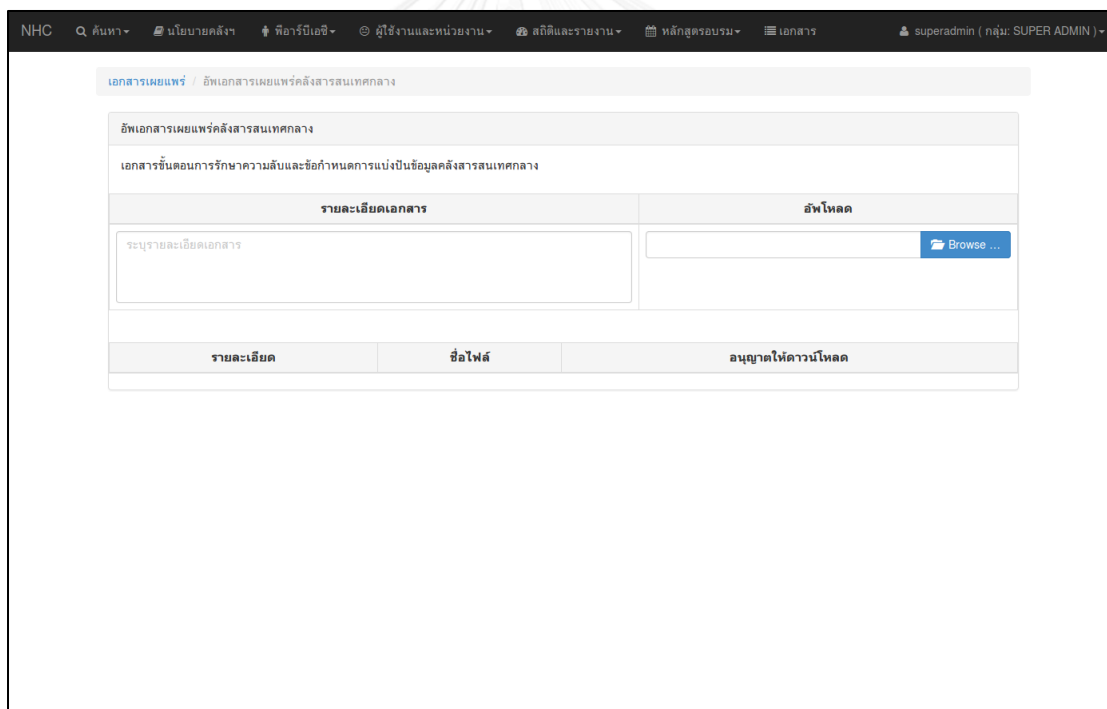 NHC ค้นหา นโยบายคลังฯ พีอาร์บีเอซี ผู้ใช้งานและหน่วยงาน สถิติและรายงาน หลักสูตรอบรม เอกสาร superadmin ( กลุ่ม: SUPER ADMIN )
เอกสารเผยแพร่ / อัพเอกสารเผยแพร่คลังสารสนเทศกลาง
อัพเอกสารเผยแพร่คลังสารสนเทศกลาง
เอกสารขั้นตอนการรักษาความลับและข้อกำหนดการแบ่งปันข้อมูลคลังสารสนเทศกลาง
รายละเอียดเอกสาร อัพโหลด
ระบุรายละเอียดเอกสาร Browse ...
รายละเอียด ชื่อไฟล์ อนุญาตให้ดาวน์โหลด